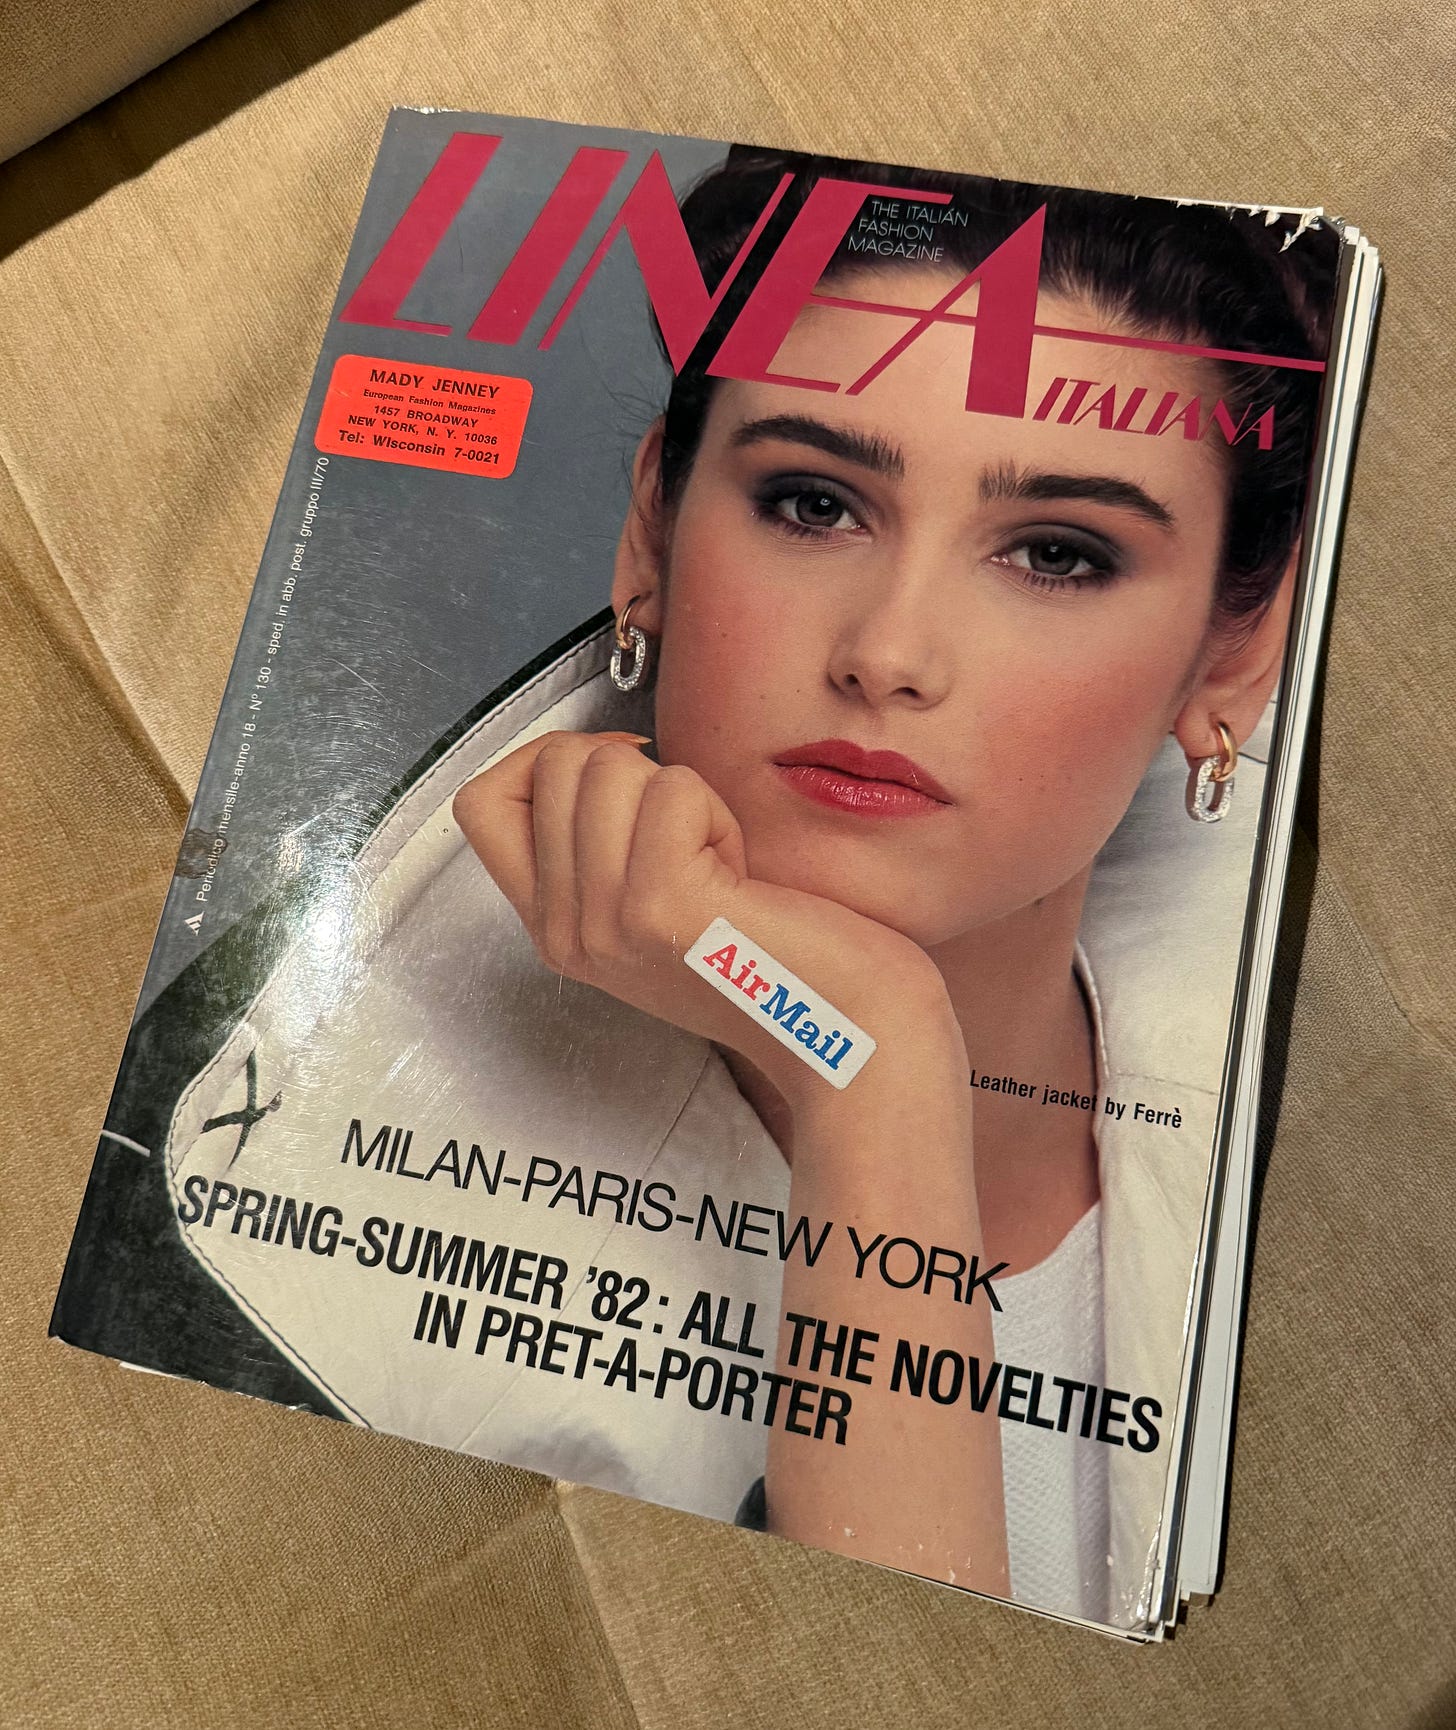 LINEA
THE ITALIAN
FASHION
MAGAZINE
ITALIANA
MADY JENNEY
European Fashion Magazines
1457 BROADWAY
NEW YORK, N. Y. 10036
Tel: WIsconsin 7-0021
Periodico mensile-anno 18 - N° 130 - sped. in abb. post. gruppo III/70
AirMail
Leather jacket by Ferrè
MILAN-PARIS-NEW YORK
SPRING-SUMMER '82: ALL THE NOVELTIES
IN PRET-A-PORTER